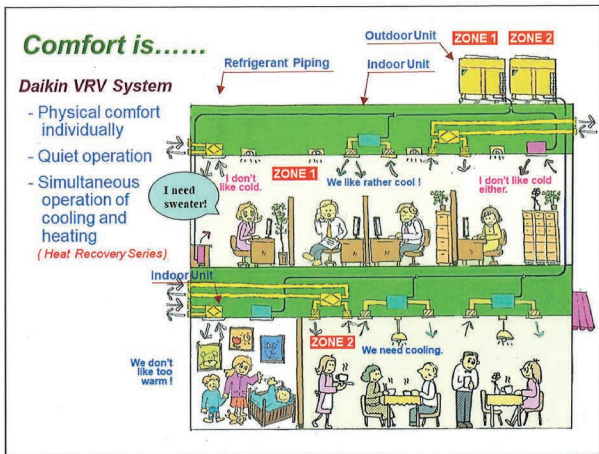 Comfort is......
Daikin VRV System
- Physical comfort
individually
- Quiet operation
- Simultaneous
operation of
cooling and
heating
( Heat Recovery Series)
Outdoor Unit
ZONE 1
ZONE 2
Refrigerant Piping
Indoor Unit
I don't
like cold.
ZONE 1
We like rather cool !
I don't like cold
either.
I need
sweater!
Indoor Unit
ZONE 2
We need cooling.
We don't
like too
warm !